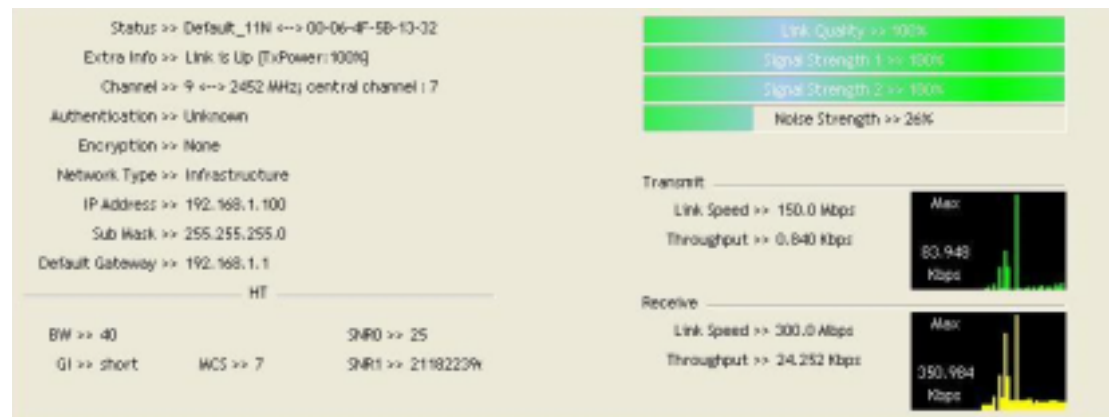 Status >> Default_11N <--> 00-06-4F-5B-13-32
Extra Info >> Link is Up [TxPower:100%]
Channel >> 9 <--> 2452 MHz; central channel : 7
Authentication >> Unknown
Encryption >> None
Network Type >> Infrastructure
IP Address >> 192.168.1.100
Sub Mask >> 255.255.255.0
Default Gateway >> 192.168.1.1
HT
BW >> 40
SNR0 >> 25
GI >> short
MCS >> 7
SNR1 >> 21182239
Link Quality >> 100%
Signal Strength 1 >> 100%
Signal Strength 2 >> 100%
Noise Strength >> 26%
Transmit
Link Speed >> 150.0 Mbps
Throughput >> 0.840 Kbps
Max
83.948
Kbps
Receive
Link Speed >> 300.0 Mbps
Throughput >> 24.252 Kbps
Max
350.984
Kbps